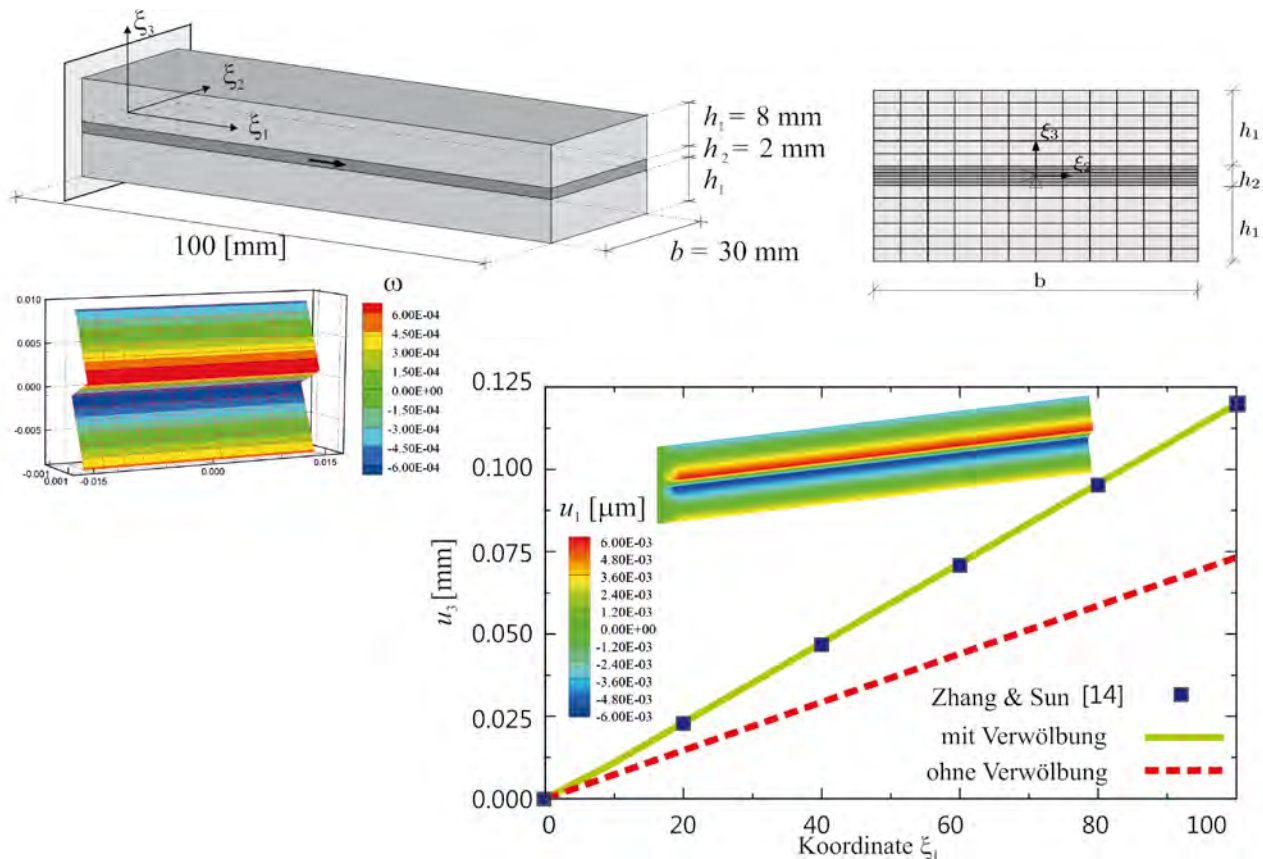 ξ₃
ξ₂
ξ₁
h₁ = 8 mm
h₂ = 2 mm
h₁
100 [mm]
b = 30 mm
ξ₃
ξ₂
h₁
h₂
h₁
b
ω
0.010
0.005
0.000
-0.005
-0.001
0.001
-0.015
0.000
0.015
6.00E-04
4.50E-04
3.00E-04
1.50E-04
0.00E+00
-1.50E-04
-3.00E-04
-4.50E-04
-6.00E-04
0.125
0.100
0.075
0.050
0.025
0.000
u₃ [mm]
u₁ [μm]
6.00E-03
4.80E-03
3.60E-03
2.40E-03
1.20E-03
0.00E+00
-1.20E-03
-2.40E-03
-3.60E-03
-4.80E-03
-6.00E-03
Zhang & Sun [14]
mit Verwölbung
ohne Verwölbung
0 20 40 60 80 100
Koordinate ξ₁